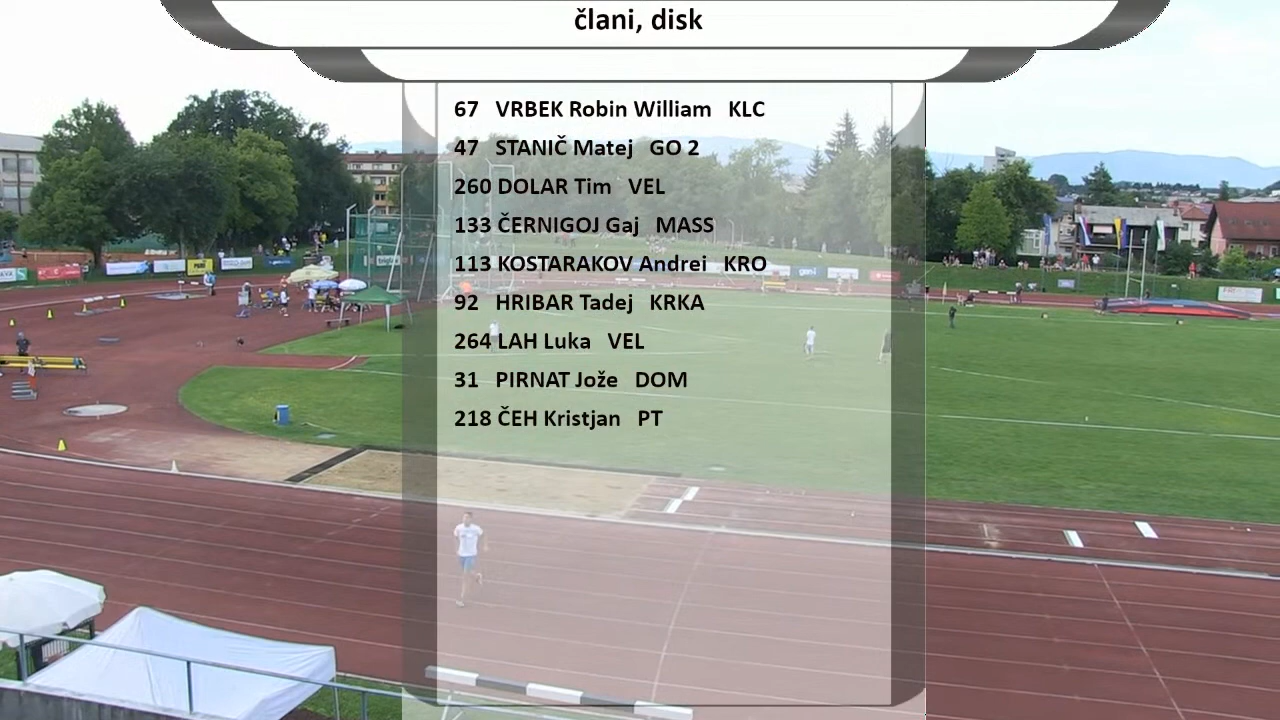 člani, disk
67 VRBEK Robin William KLC
47 STANIČ Matej GO 2
260 DOLAR Tim VEL
133 ČERNIGOJ Gaj MASS
113 KOSTARAKOV Andrei KRO
92 HRIBAR Tadej KRKA
264 LAH Luka VEL
31 PIRNAT Jože DOM
218 ČEH Kristjan PT